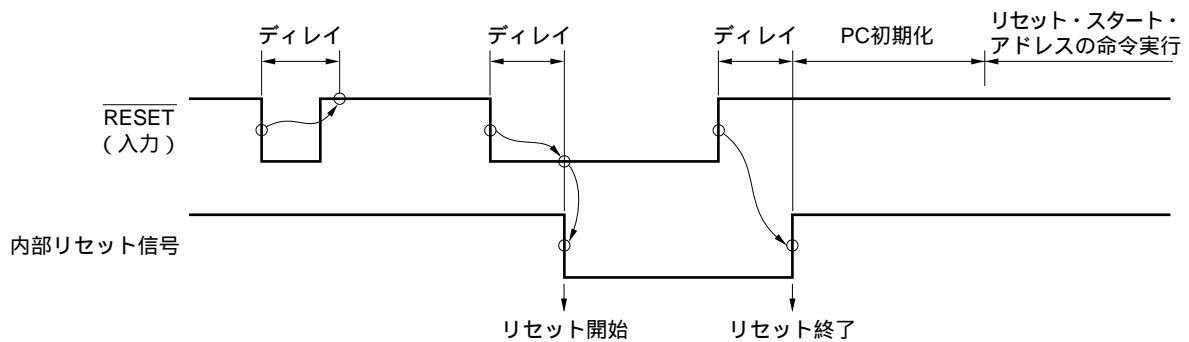 ディレイ
ディレイ
ディレイ
PC初期化
リセット・スタート・
アドレスの命令実行
RESET
(入力)
内部リセット信号
リセット開始
リセット終了